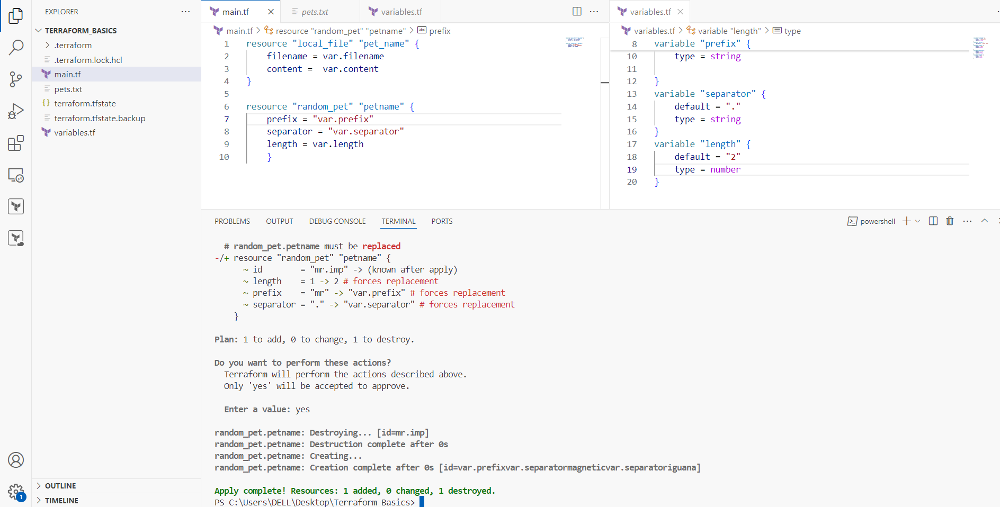 EXPLORER
TERRAFORM_BASICS
.terraform
.terraform.lock.hcl
main.tf
pets.txt
terraform.tfstate
terraform.tfstate.backup
variables.tf
OUTLINE
TIMELINE
1
main.tf
pets.txt
variables.tf
main.tf > resource "random_pet" "petname" > abc prefix
1 resource "local_file" "pet_name" {
2 filename = var.filename
3 content =  var.content
4 }
5
6 resource "random_pet" "petname" {
7 prefix = "var.prefix"
8 separator = "var.separator"
9 length = var.length
10 }
variables.tf
variables.tf > variable "length" > type
8 variable "prefix" {
10 type = string
11
12 }
13 variable "separator" {
14 default = "."
15 type = string
16 }
17 variable "length" {
18 default = "2"
19 type = number
20 }
PROBLEMS OUTPUT DEBUG CONSOLE TERMINAL PORTS
powershell
# random_pet.petname must be replaced
-/+ resource "random_pet" "petname" {
~ id        = "mr.imp" -> (known after apply)
~ length    = 1 -> 2 # forces replacement
~ prefix    = "mr" -> "var.prefix" # forces replacement
~ separator = "." -> "var.separator" # forces replacement
}
Plan: 1 to add, 0 to change, 1 to destroy.
Do you want to perform these actions?
Terraform will perform the actions described above.
Only 'yes' will be accepted to approve.
Enter a value: yes
random_pet.petname: Destroying... [id=mr.imp]
random_pet.petname: Destruction complete after 0s
random_pet.petname: Creating...
random_pet.petname: Creation complete after 0s [id=var.prefixvar.separatormagneticvar.separatoriguana]
Apply complete! Resources: 1 added, 0 changed, 1 destroyed.
PS C:\Users\DELL\Desktop\Terraform Basics>